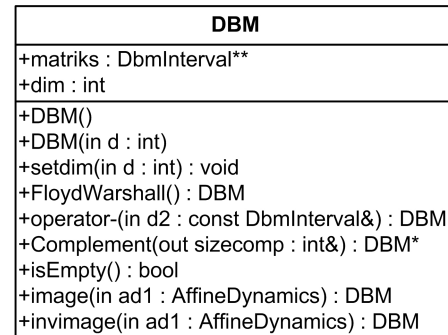 DBM
+matriks : DbmInterval**
+dim : int
+DBM()
+DBM(in d : int)
+setdim(in d : int) : void
+FloydWarshall() : DBM
+operator-(in d2 : const DbmInterval&) : DBM
+Complement(out sizecomp : int&) : DBM*
+isEmpty() : bool
+image(in ad1 : AffineDynamics) : DBM
+invimage(in ad1 : AffineDynamics) : DBM